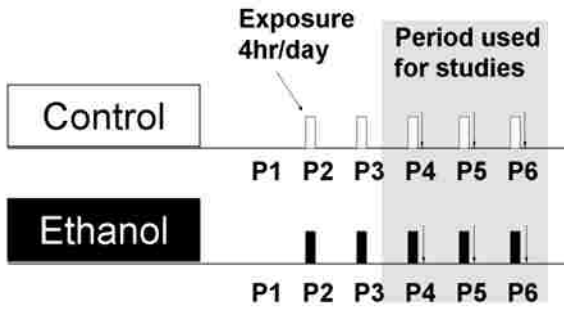 Exposure
4hr/day
Period used
for studies
Control
P1 P2 P3 P4 P5 P6
Ethanol
P1 P2 P3 P4 P5 P6